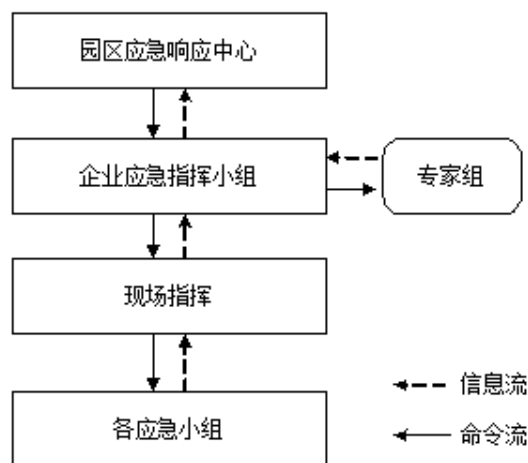 园区应急响应中心
企业应急指挥小组
专家组
现场指挥
各应急小组
信息流
命令流